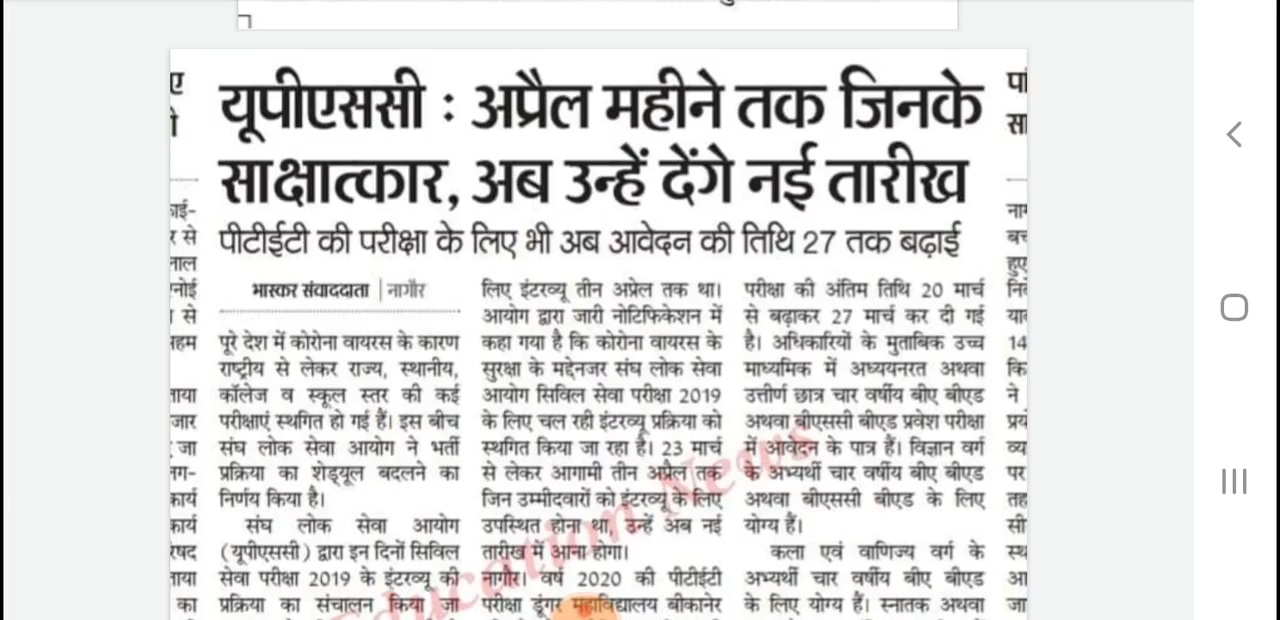 यूपीएससी : अप्रैल महीने तक जिनके
साक्षात्कार, अब उन्हें देंगे नई तारीख
पीटीईटी की परीक्षा के लिए भी अब आवेदन की तिथि 27 तक बढ़ाई
भास्कर संवाददाता | नागौर
पूरे देश में कोरोना वायरस के कारण
राष्ट्रीय से लेकर राज्य, स्थानीय,
कॉलेज व स्कूल स्तर की कई
परीक्षाएं स्थगित हो गई हैं। इस बीच
संघ लोक सेवा आयोग ने भर्ती
प्रक्रिया का शेड्यूल बदलने का
निर्णय किया है।
संघ लोक सेवा आयोग
(यूपीएससी) द्वारा इन दिनों सिविल
सेवा परीक्षा 2019 के इंटरव्यू की
प्रक्रिया का संचालन किया जा
लिए इंटरव्यू तीन अप्रेल तक था।
आयोग द्वारा जारी नोटिफिकेशन में
कहा गया है कि कोरोना वायरस के
सुरक्षा के मद्देनजर संघ लोक सेवा
आयोग सिविल सेवा परीक्षा 2019
के लिए चल रही इंटरव्यू प्रक्रिया को
स्थगित किया जा रहा है। 23 मार्च
से लेकर आगामी तीन अप्रैल तक
जिन उम्मीदवारों को इंटरव्यू के लिए
उपस्थित होना था, उन्हें अब नई
तारीख में आना होगा।
नागौर। वर्ष 2020 की पीटीईटी
परीक्षा डूंगर महाविद्यालय बीकानेर
परीक्षा की अंतिम तिथि 20 मार्च
से बढ़ाकर 27 मार्च कर दी गई
है। अधिकारियों के मुताबिक उच्च
माध्यमिक में अध्ययनरत अथवा
उत्तीर्ण छात्र चार वर्षीय बीए बीएड
अथवा बीएससी बीएड प्रवेश परीक्षा
में आवेदन के पात्र हैं। विज्ञान वर्ग
के अभ्यर्थी चार वर्षीय बीए बीएड
अथवा बीएससी बीएड के लिए
योग्य हैं।
कला एवं वाणिज्य वर्ग के
अभ्यर्थी चार वर्षीय बीए बीएड
के लिए योग्य हैं। स्नातक अथवा
Education News